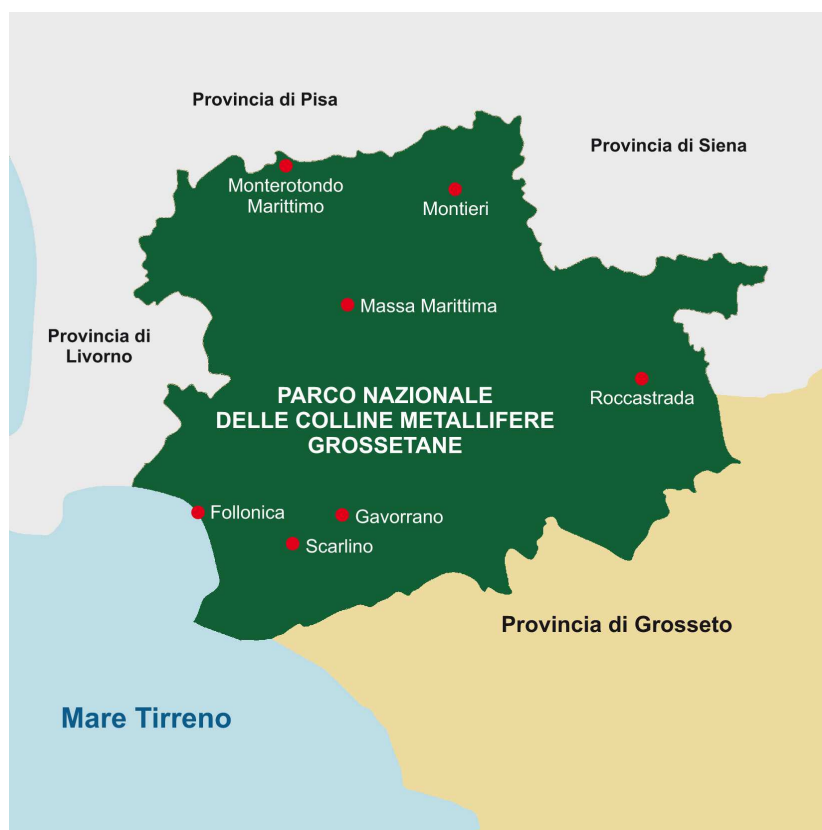 Provincia di Pisa
Provincia di Siena
Monterotondo
Marittimo
Montieri
Massa Marittima
Provincia di
Livorno
Roccastrada
PARCO NAZIONALE
DELLE COLLINE METALLIFERE
GROSSETANE
Follonica
Gavorrano
Scarlino
Provincia di Grosseto
Mare Tirreno